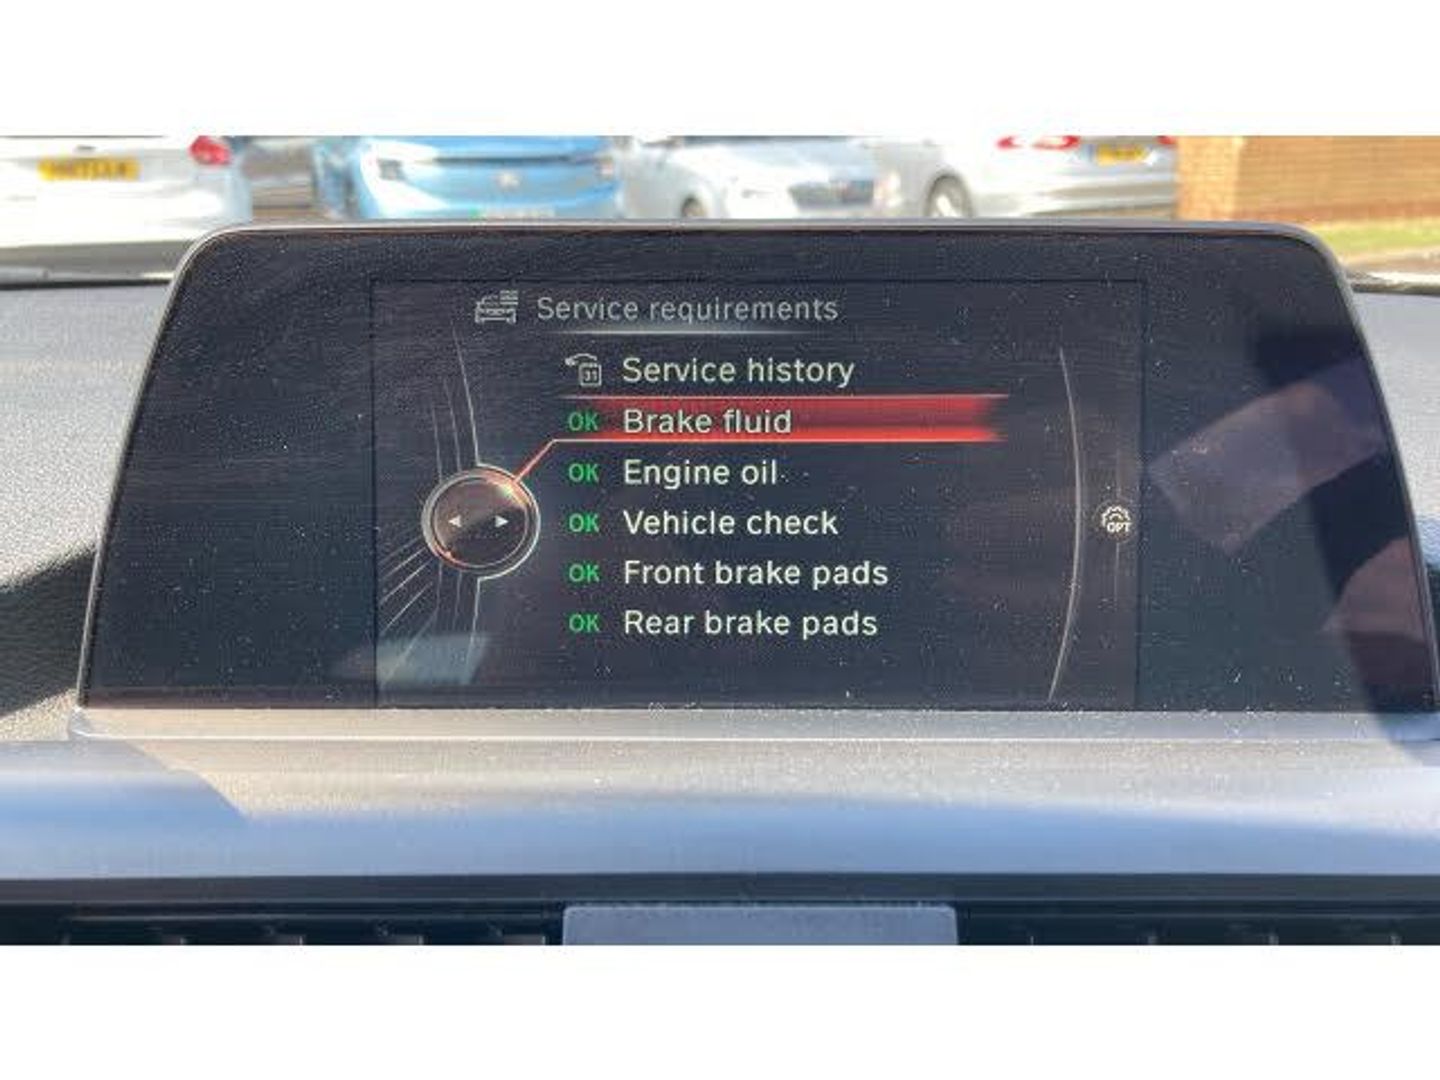 Service requirements
31 Service history
OK Brake fluid
OK Engine oil
OK Vehicle check
OK Front brake pads
OK Rear brake pads
OPT